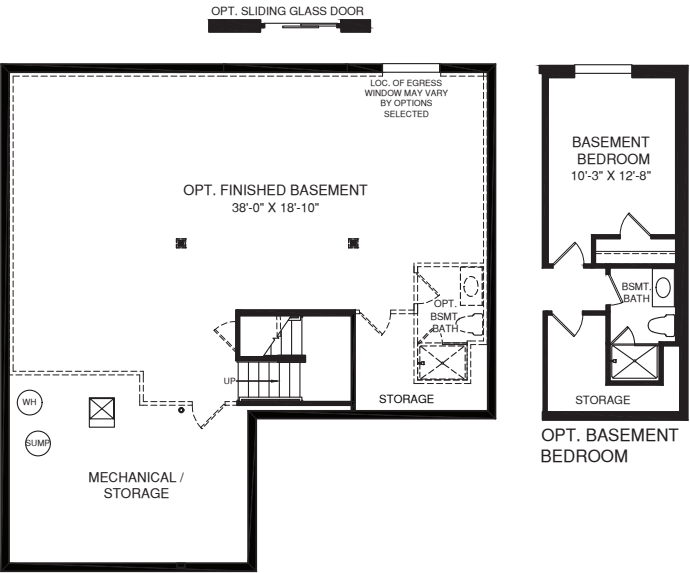 OPT. SLIDING GLASS DOOR
LOC. OF EGRESS
WINDOW MAY VARY
BY OPTIONS
SELECTED
OPT. FINISHED BASEMENT
38'-0" X 18'-10"
OPT.
BSMT.
BATH
UP
STORAGE
WH
SUMP
MECHANICAL /
STORAGE
BASEMENT
BEDROOM
10'-3" X 12'-8"
BSMT.
BATH
STORAGE
OPT. BASEMENT
BEDROOM